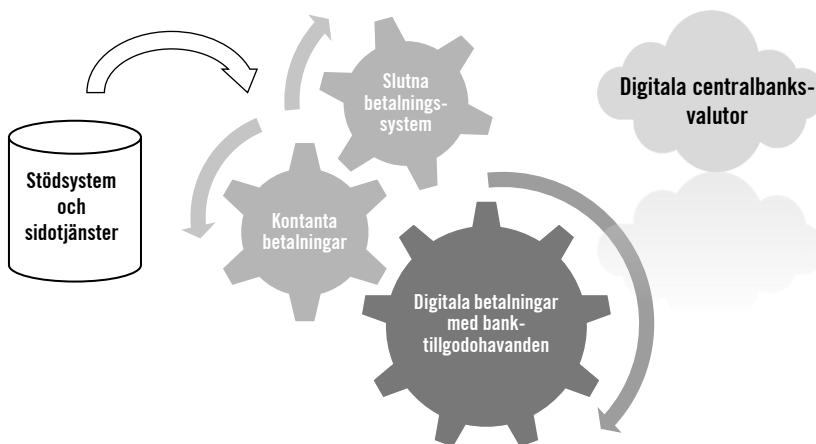 Stödsystem
och
sidotjänster
Slutna
betalnings-
system
Kontanta
betalningar
Digitala betalningar
med bank-
tillgodohavanden
Digitala centralbanks-
valutor